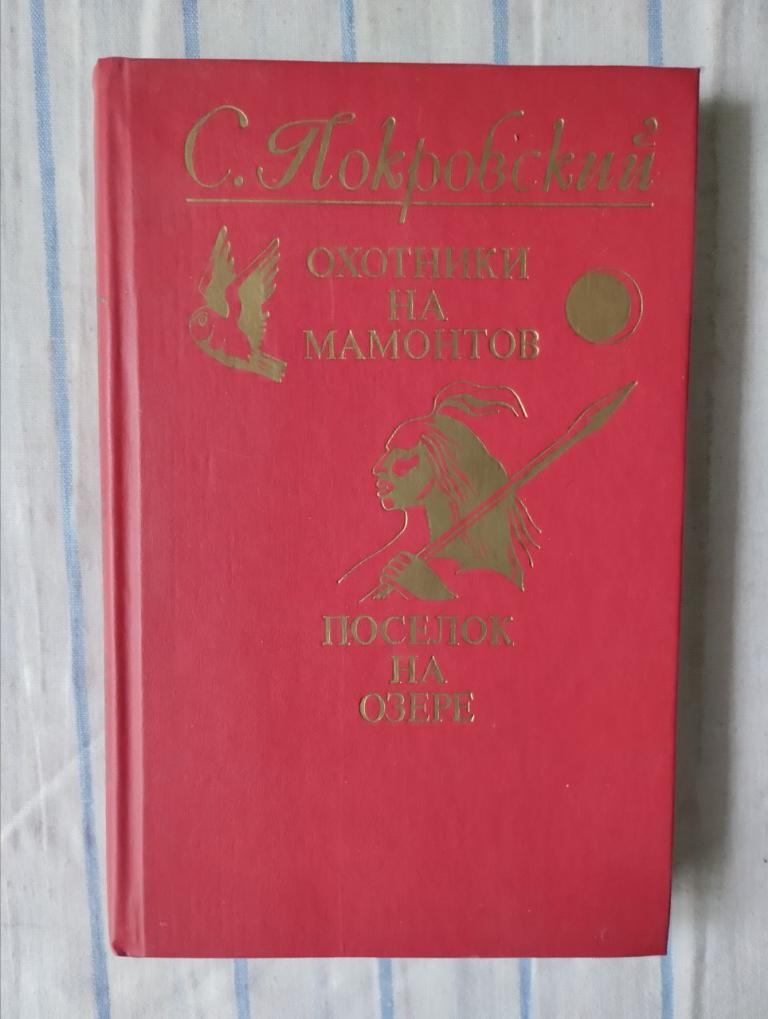 С. Покровский
ОХОТНИКИ
НА
МАМОНТОВ
ПОСЕЛОК
НА
ОЗЕРЕ